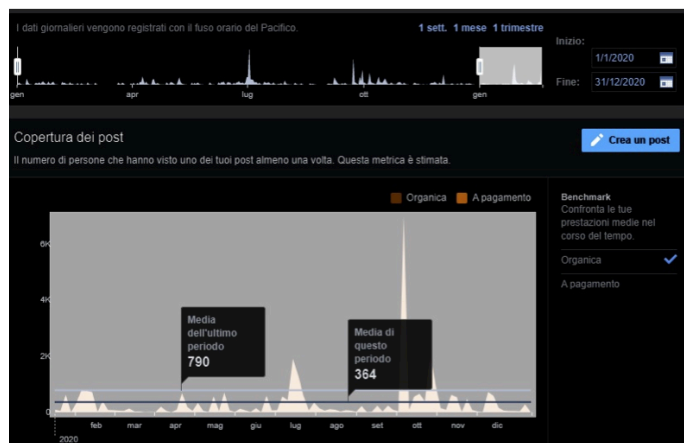 I dati giornalieri vengono registrati con il fuso orario del Pacifico.
1 sett. 1 mese 1 trimestre
Inizio:
1/1/2020
Fine:
31/12/2020
gen apr lug ott gen
Copertura dei post
Crea un post
Il numero di persone che hanno visto uno dei tuoi post almeno una volta. Questa metrica è stimata.
Organica A pagamento
Benchmark
Confronta le tue
prestazioni medie nel
corso del tempo.
Organica
A pagamento
6K
4K
2K
0
Media
dell'ultimo
periodo
790
Media di
questo
periodo
364
feb mar apr mag giu lug ago set ott nov dic
2020